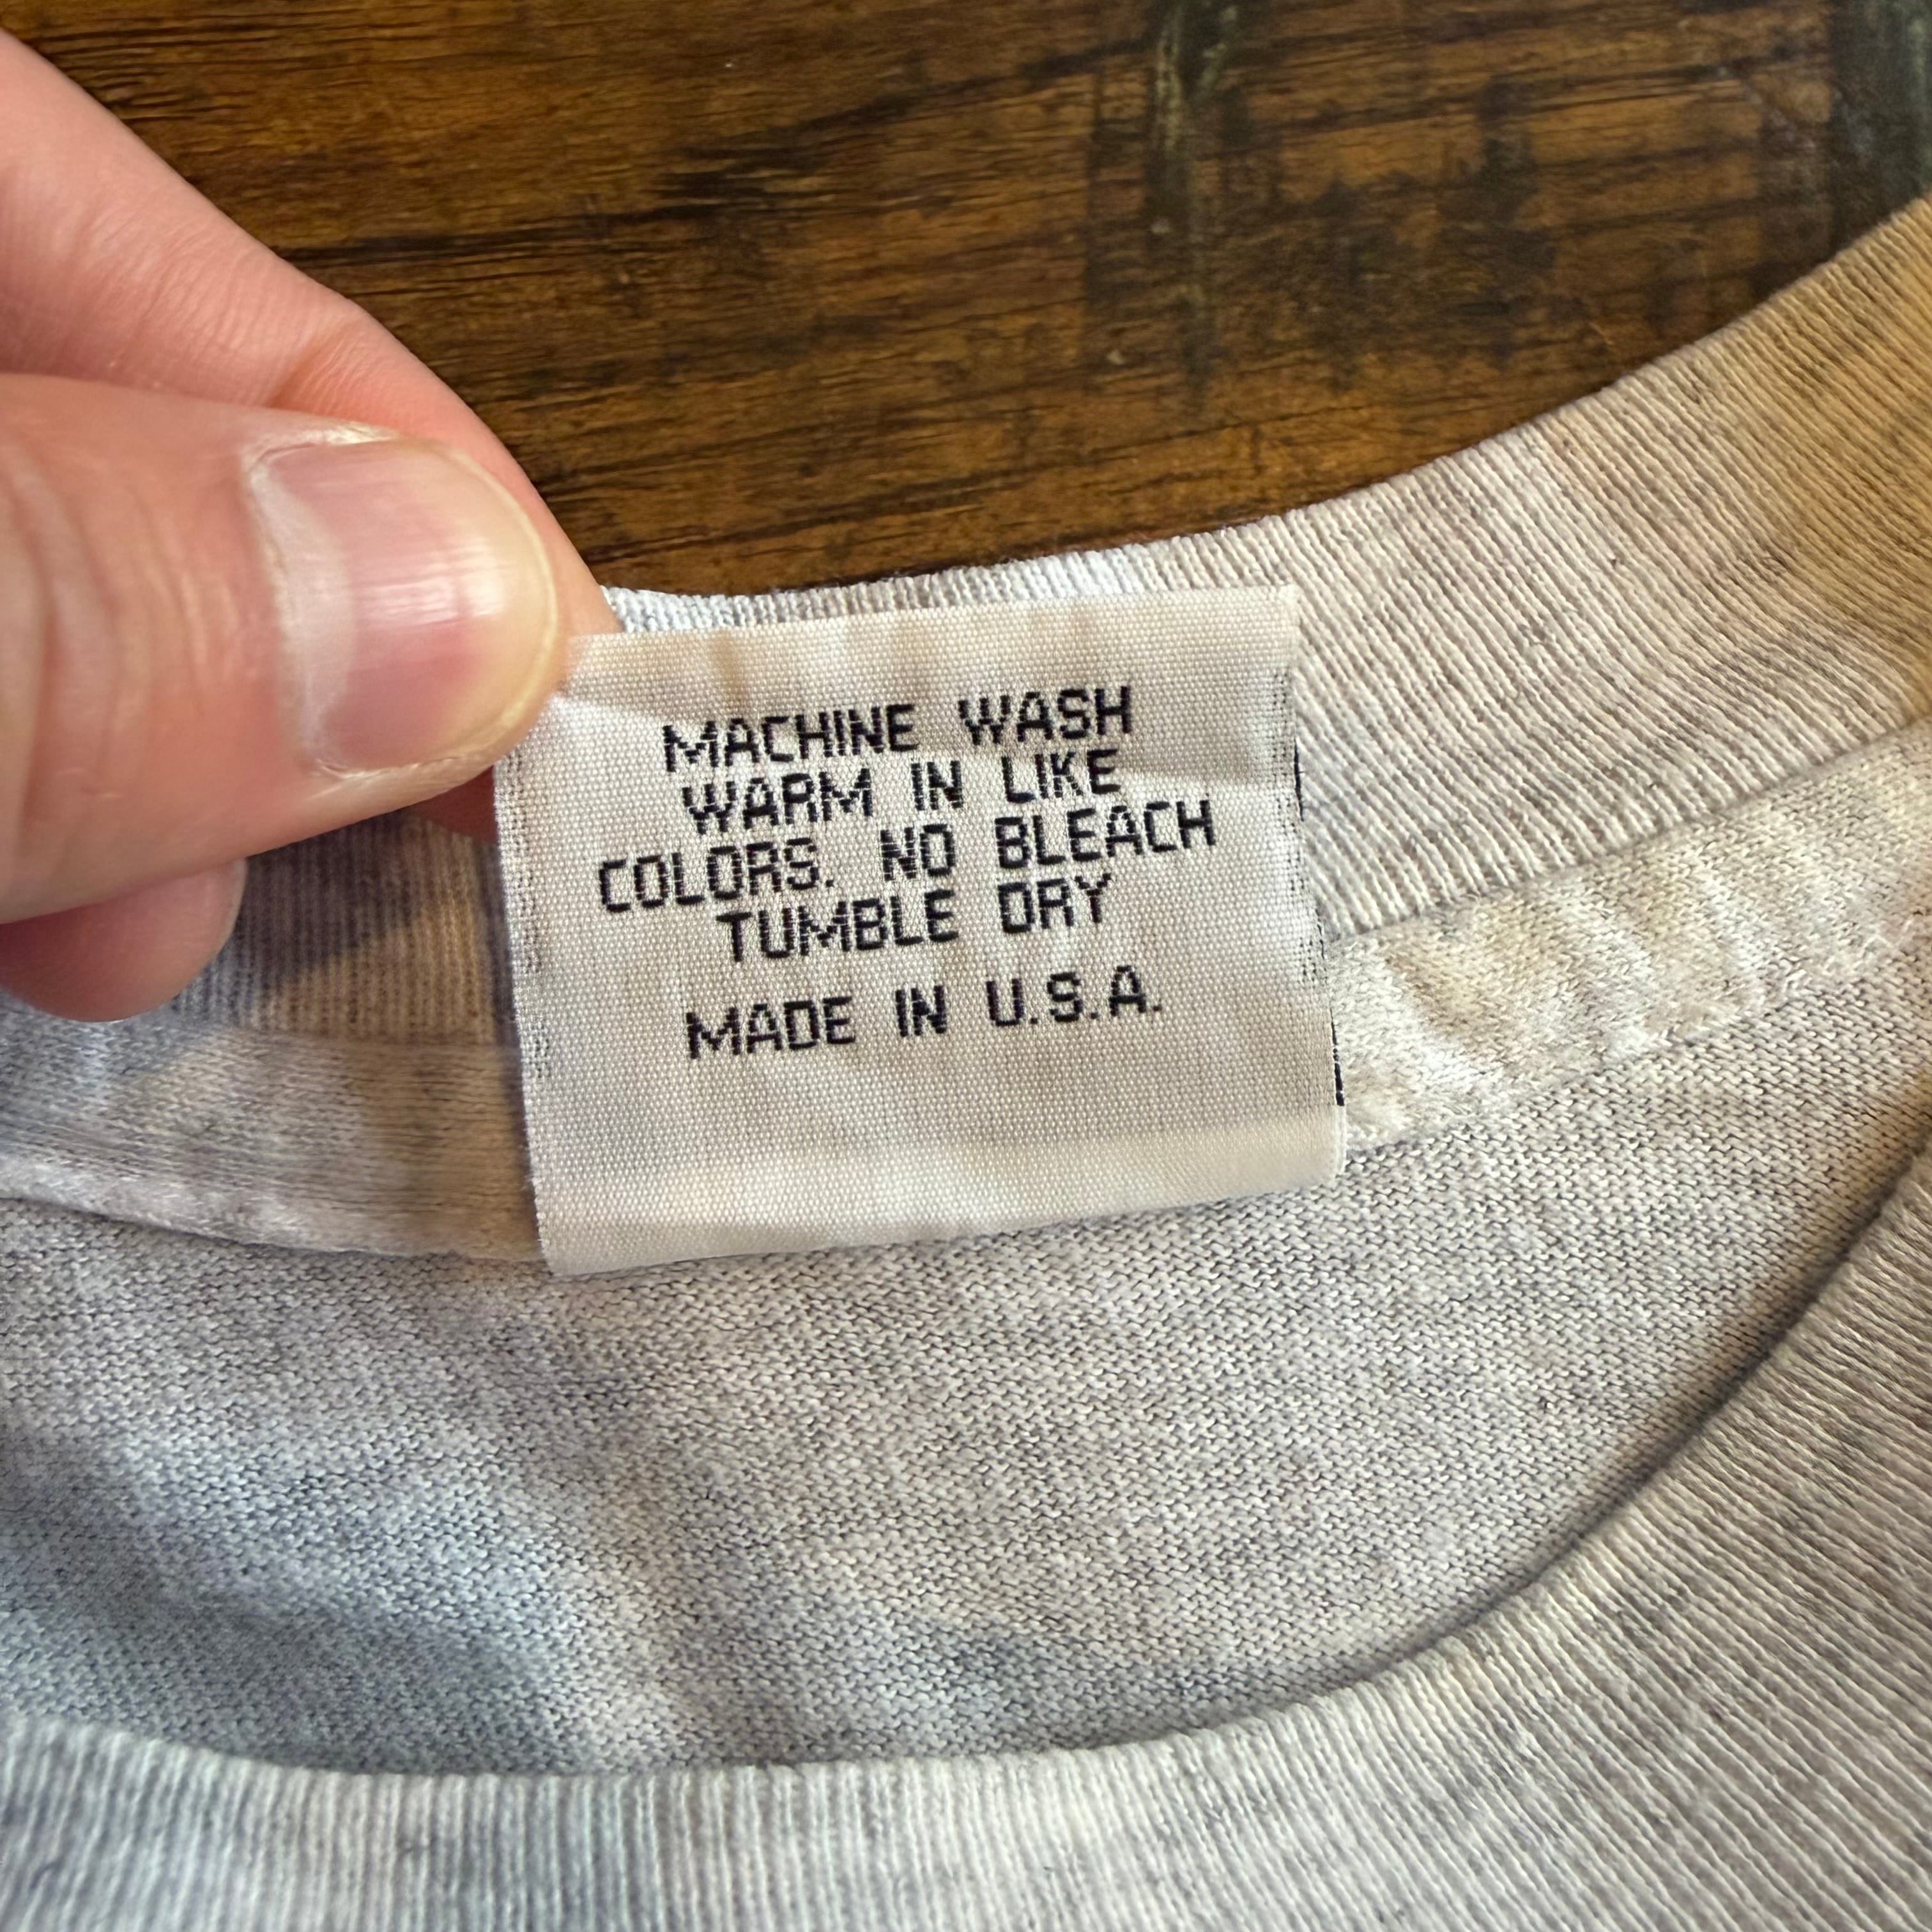 MACHINE WASH
WARM IN LIKE
COLORS. NO BLEACH
TUMBLE DRY
MADE IN U.S.A.